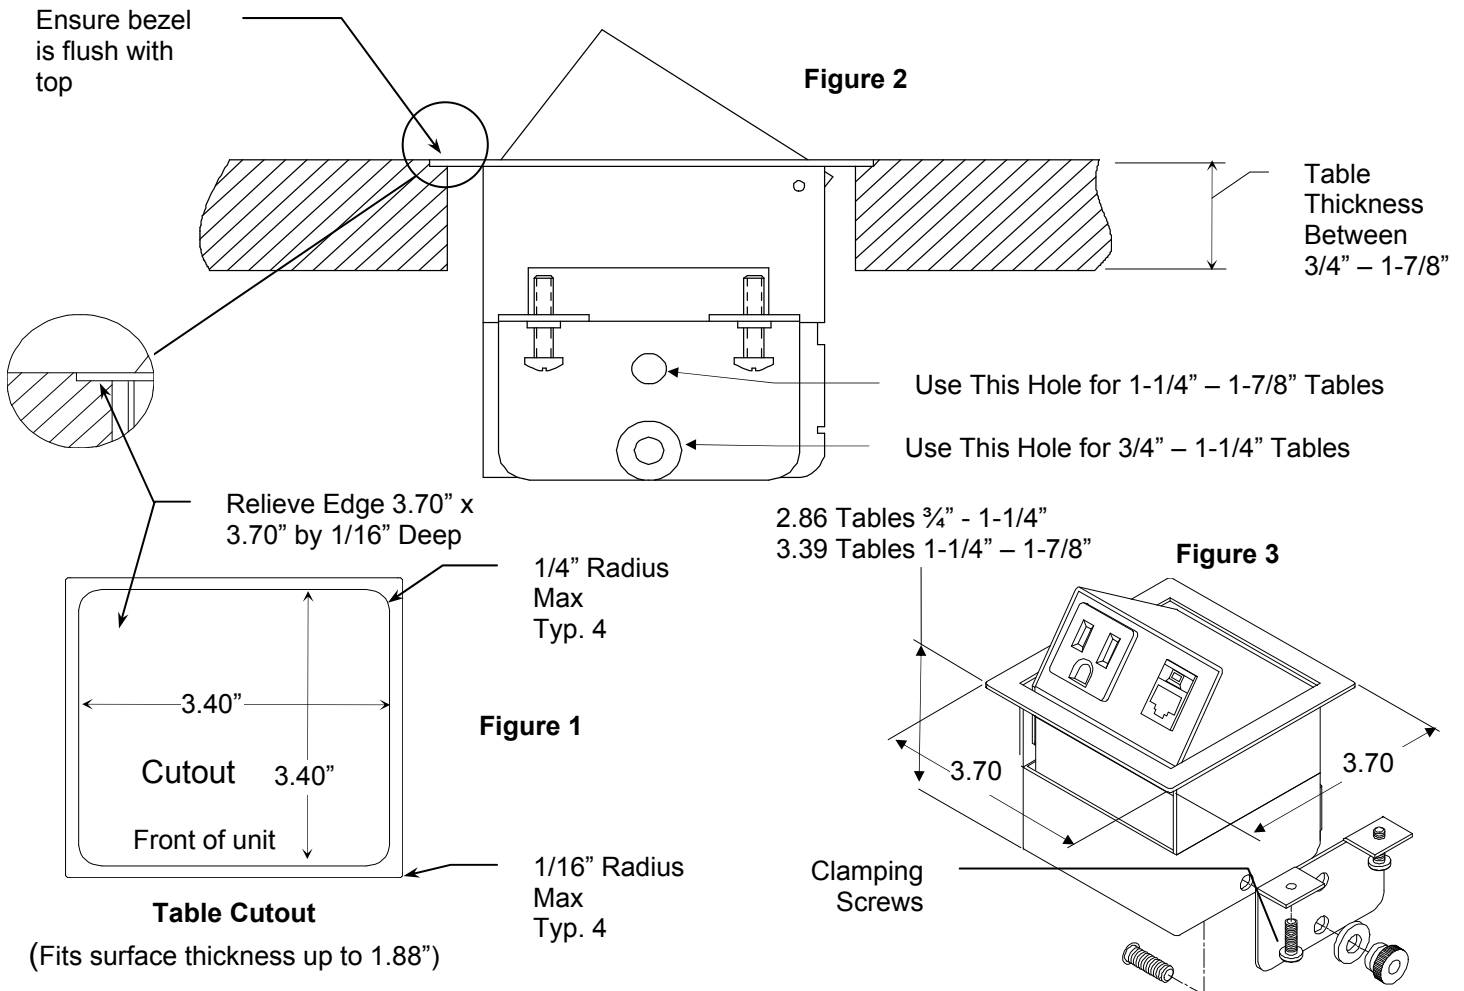 Ensure bezel
is flush with
top
Figure 2
Table
Thickness
Between
3/4” – 1-7/8”
Use This Hole for 1-1/4” – 1-7/8” Tables
Use This Hole for 3/4” – 1-1/4” Tables
Relieve Edge 3.70” x
3.70” by 1/16” Deep
2.86 Tables ¾” - 1-1/4”
3.39 Tables 1-1/4” – 1-7/8”
Figure 3
1/4” Radius
Max
Typ. 4
3.40”
Figure 1
Cutout
3.40”
Front of unit
3.70
3.70
1/16” Radius
Max
Typ. 4
Clamping
Screws
Table Cutout
(Fits surface thickness up to 1.88”)